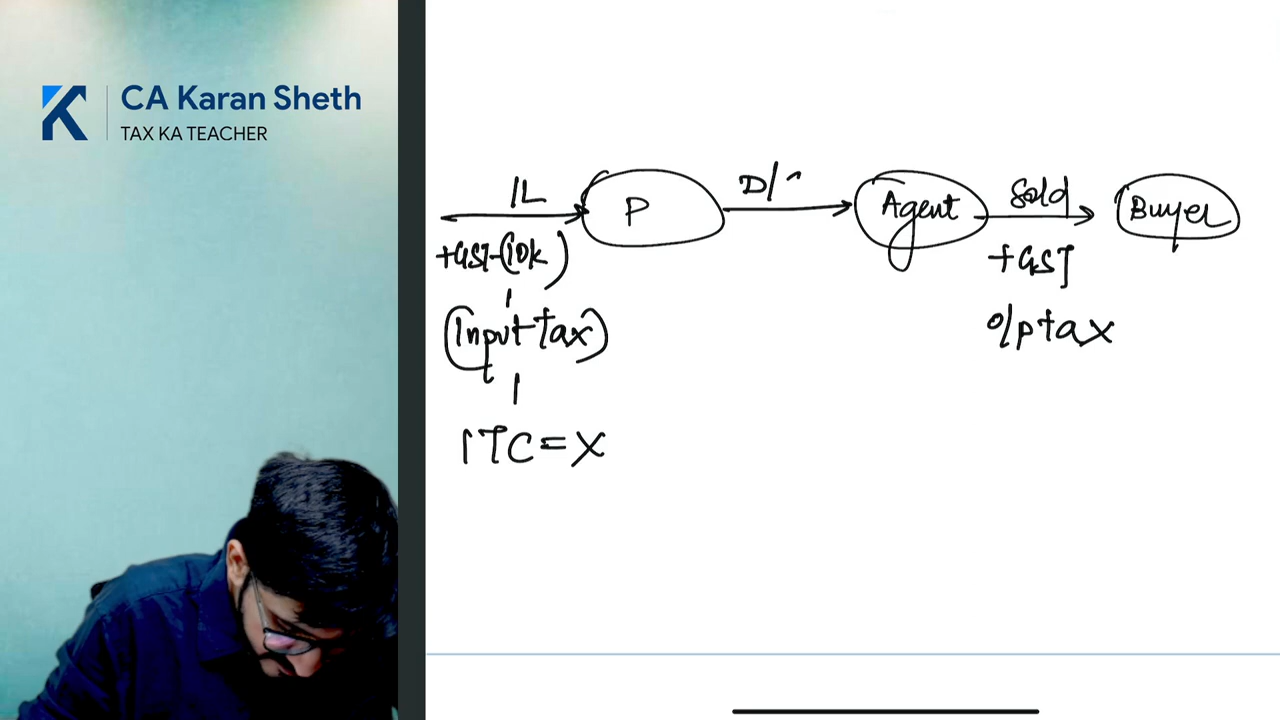 CA Karan Sheth
TAX KA TEACHER
1L
P
D/
Agent
Sold
Buyer
+GST-(10k)
+GST
(Input tax)
o/p tax
ITC = X